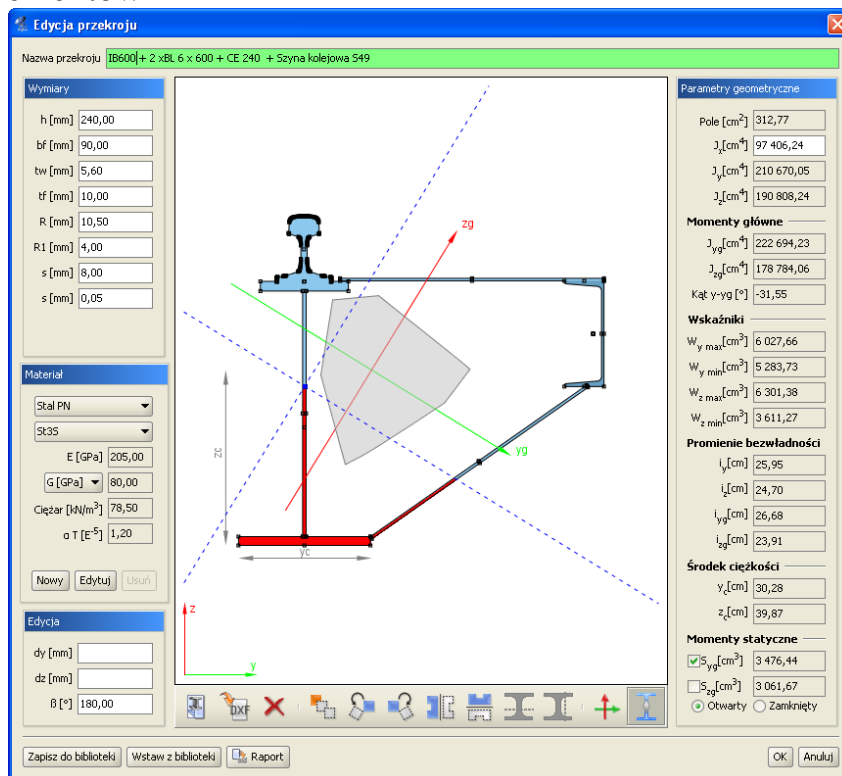 Edycja przekroju
Nazwa przekroju IB600 + 2 xBL 6 x 600 + CE 240 + Szyna kolejowa S49
Wymiary
h [mm] 240,00
bf [mm] 90,00
tw [mm] 5,60
tf [mm] 10,00
R [mm] 10,50
R1 [mm] 4,00
s [mm] 8,00
s [mm] 0,05
Materiał
Stal PN
St3S
E [GPa] 205,00
G [GPa] 80,00
Ciężar [kN/m³] 78,50
α T [E⁻⁵] 1,20
Nowy Edytuj Usuń
Edycja
dy [mm]
dz [mm]
β [°] 180,00
zg
yg
zc
yc
z
y
DXF
Parametry geometryczne
Pole [cm²] 312,77
Jx[cm⁴] 97 406,24
Jy[cm⁴] 210 670,05
Jz[cm⁴] 190 808,24
Momenty główne
Jyg[cm⁴] 222 694,23
Jzg[cm⁴] 178 784,06
Kąt y-yg [°] -31,55
Wskaźniki
Wy max[cm³] 6 027,66
Wy min[cm³] 5 283,73
Wz max[cm³] 6 301,38
Wz min[cm³] 3 611,27
Promienie bezwładności
iy[cm] 25,95
iz[cm] 24,70
iyg[cm] 26,68
izg[cm] 23,91
Środek ciężkości
yc[cm] 30,28
zc[cm] 39,87
Momenty statyczne
Syg[cm³] 3 476,44
Szg[cm³] 3 061,67
Otwarty Zamknięty
Zapisz do biblioteki Wstaw z biblioteki Raport
OK Anuluj